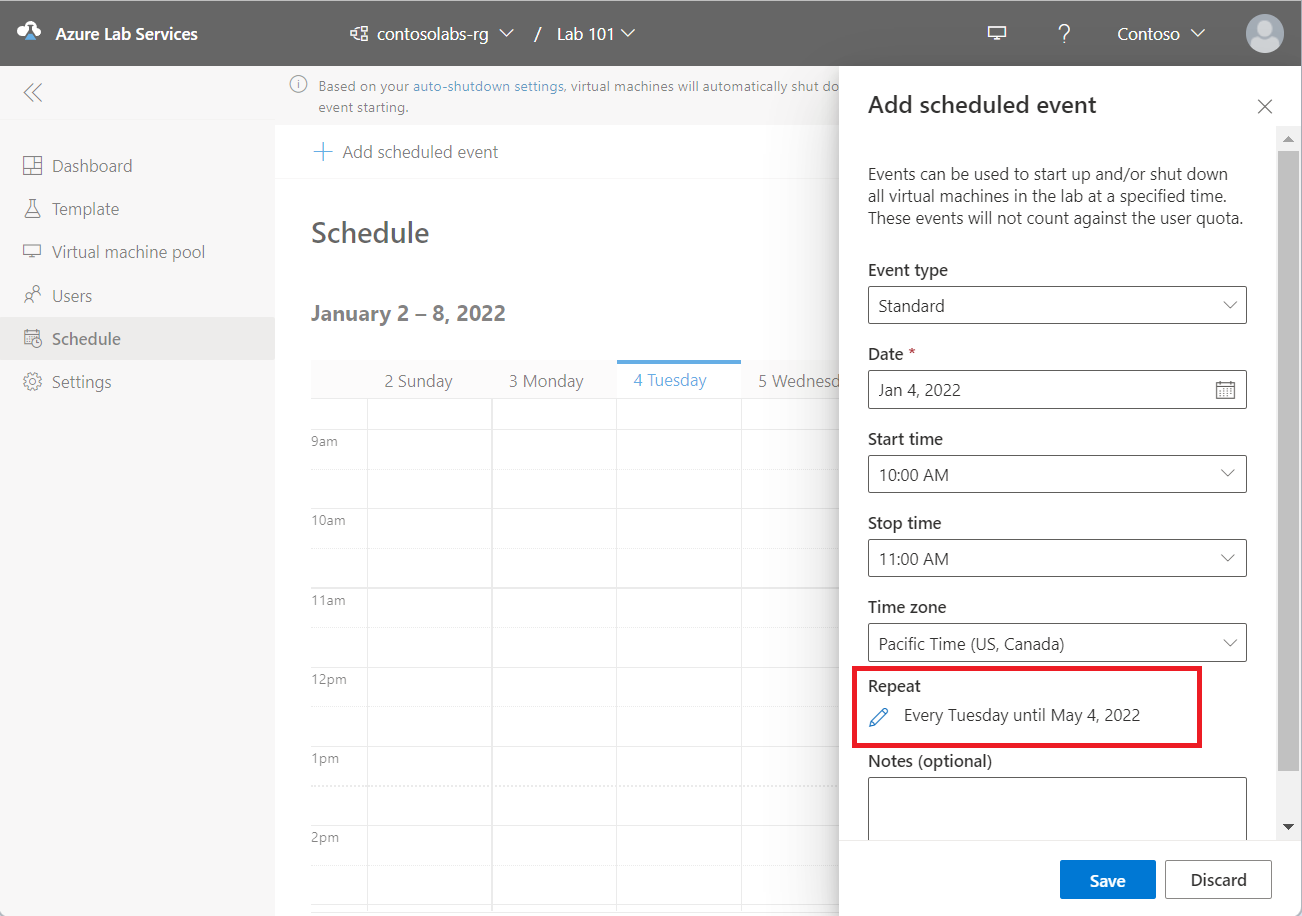 Azure Lab Services
contosolabs-rg / Lab 101
? Contoso
Based on your auto-shutdown settings, virtual machines will automatically shut do
event starting.
Add scheduled event
Dashboard
Template
Virtual machine pool
Users
Schedule
Settings
Schedule
January 2 – 8, 2022
2 Sunday 3 Monday 4 Tuesday 5 Wednesd
9am
10am
11am
12pm
1pm
2pm
Add scheduled event
Events can be used to start up and/or shut down
all virtual machines in the lab at a specified time.
These events will not count against the user quota.
Event type
Standard
Date *
Jan 4, 2022
Start time
10:00 AM
Stop time
11:00 AM
Time zone
Pacific Time (US, Canada)
Repeat
Every Tuesday until May 4, 2022
Notes (optional)
Save Discard